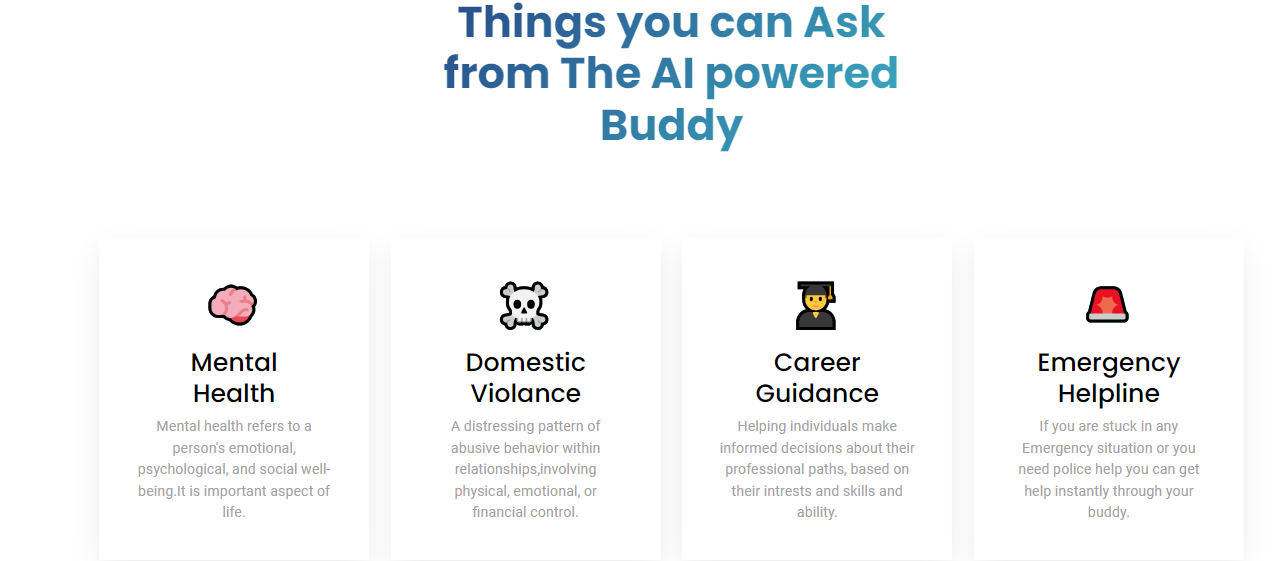 Things you can Ask
from The AI powered
Buddy
Mental
Health
Mental health refers to a
person's emotional,
psychological, and social well-
being.It is important aspect of
life.
Domestic
Violance
A distressing pattern of
abusive behavior within
relationships,involving
physical, emotional, or
financial control.
Career
Guidance
Helping individuals make
informed decisions about their
professional paths, based on
their intrests and skills and
ability.
Emergency
Helpline
If you are stuck in any
Emergency situation or you
need police help you can get
help instantly through your
buddy.